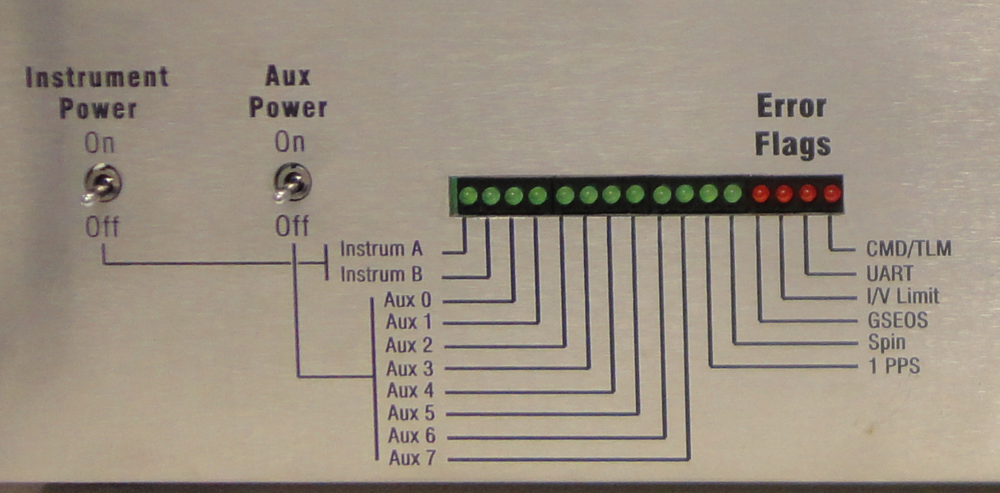 Instrument
Power
On
Off
Aux
Power
On
Off
Error
Flags
Instrum A
Instrum B
Aux 0
Aux 1
Aux 2
Aux 3
Aux 4
Aux 5
Aux 6
Aux 7
CMD/TLM
UART
I/V Limit
GSEOS
Spin
1 PPS